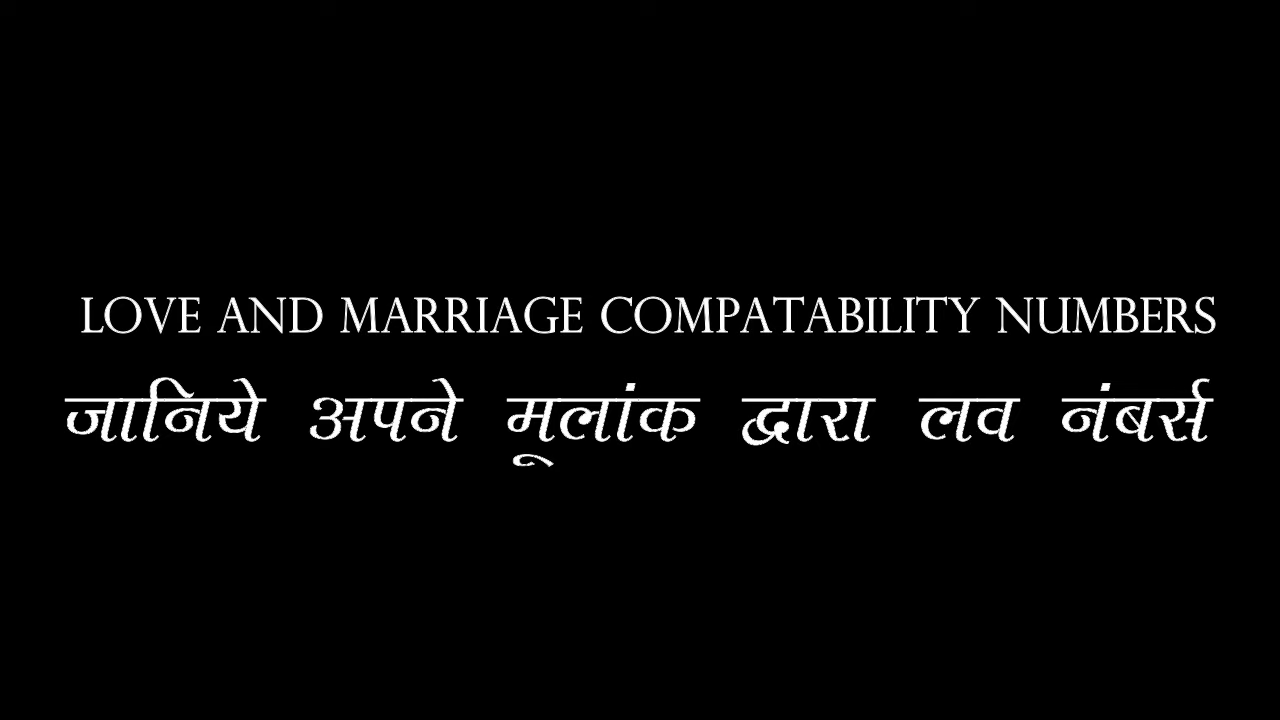 LOVE AND MARRIAGE COMPATABILITY NUMBERS
जानिये अपने मूलांक द्वारा लव नंबर्स